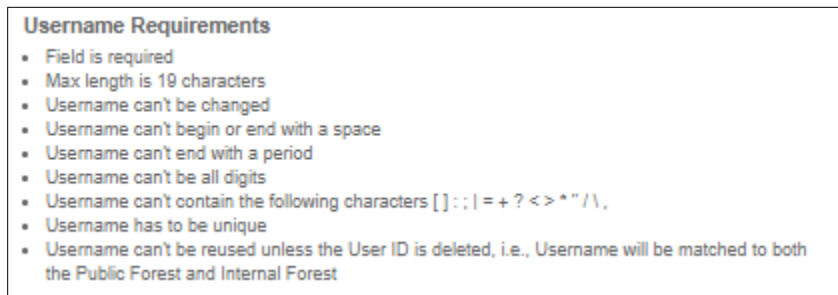 Username Requirements
• Field is required
• Max length is 19 characters
• Username can't be changed
• Username can't begin or end with a space
• Username can't end with a period
• Username can't be all digits
• Username can't contain the following characters [ ] : ; | = + ? < > * " / \ ,
• Username has to be unique
• Username can't be reused unless the User ID is deleted, i.e., Username will be matched to both
the Public Forest and Internal Forest